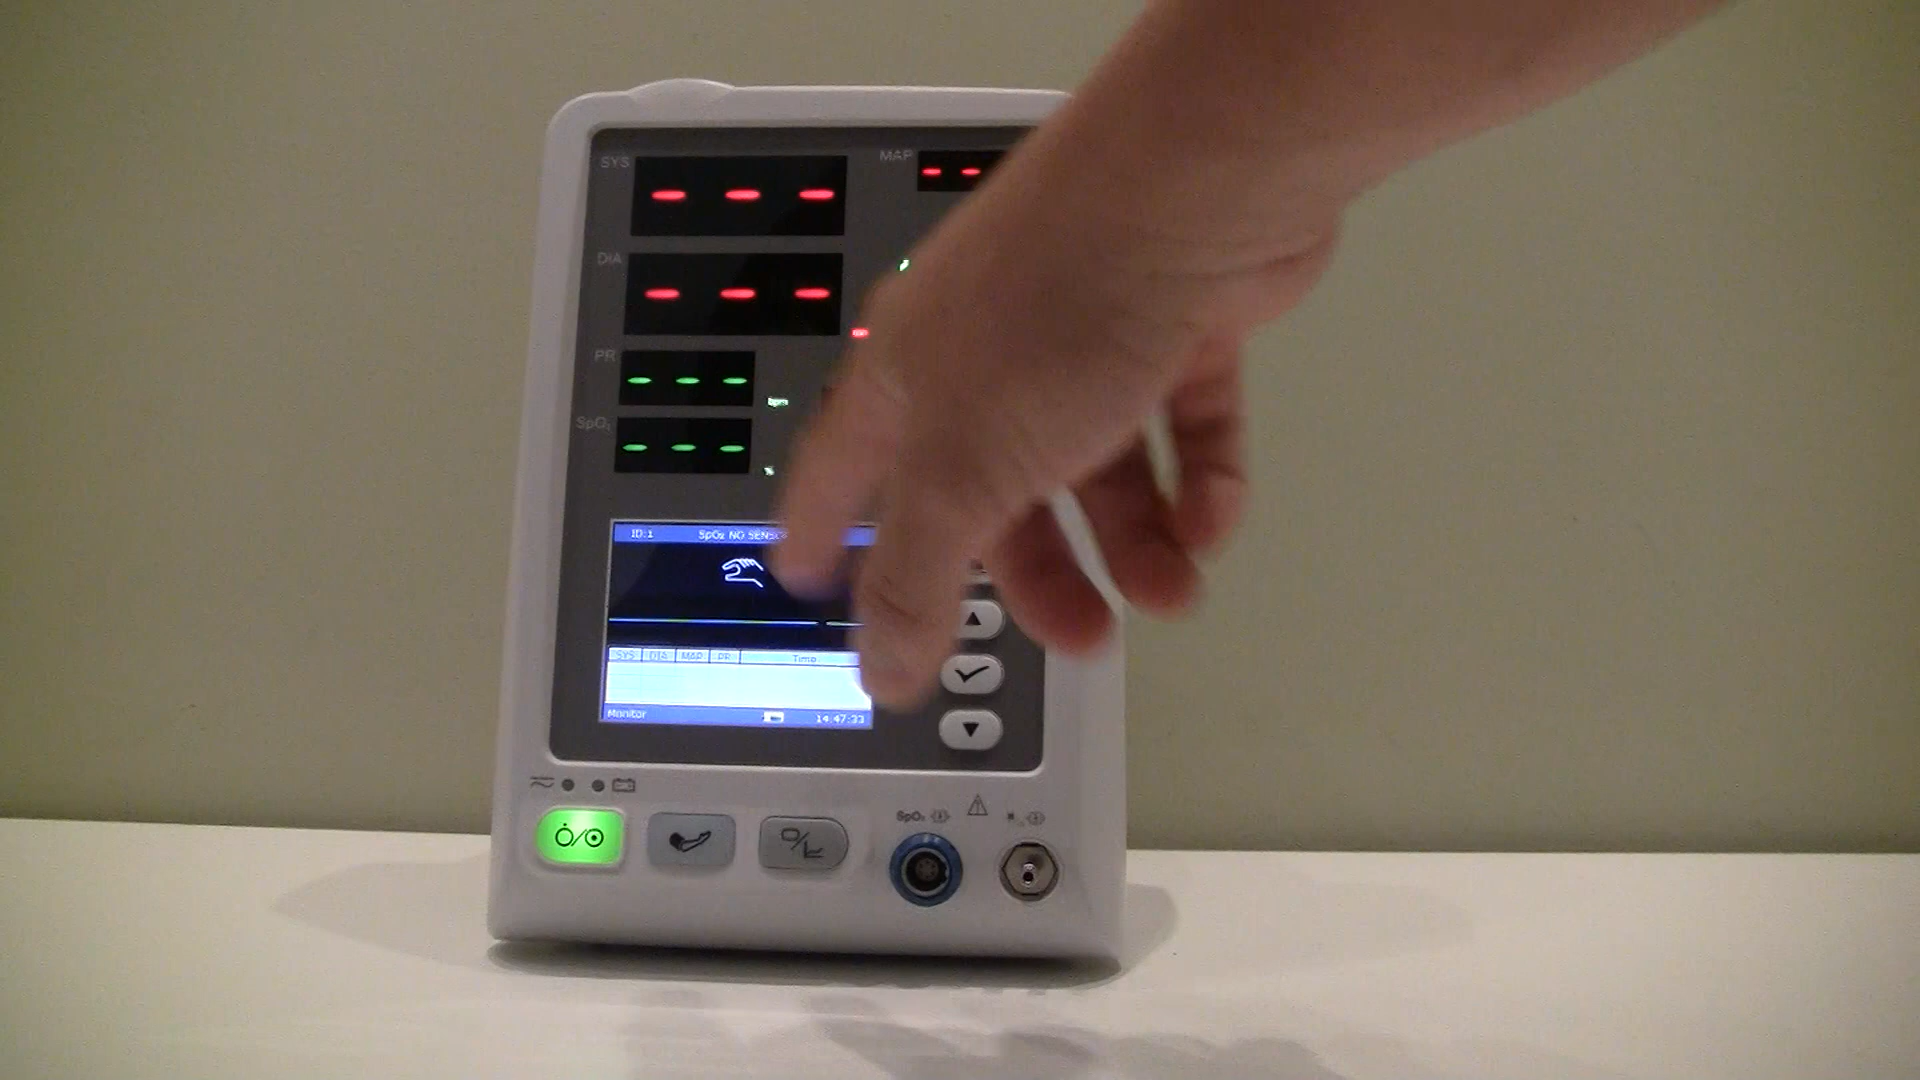 SYS
MAP
DIA
PR
bpm
SpO₂
%
ID:1 SpO₂ NO
SYS DIA MAP PR Time
Monitor 14:47:33
SpO₂